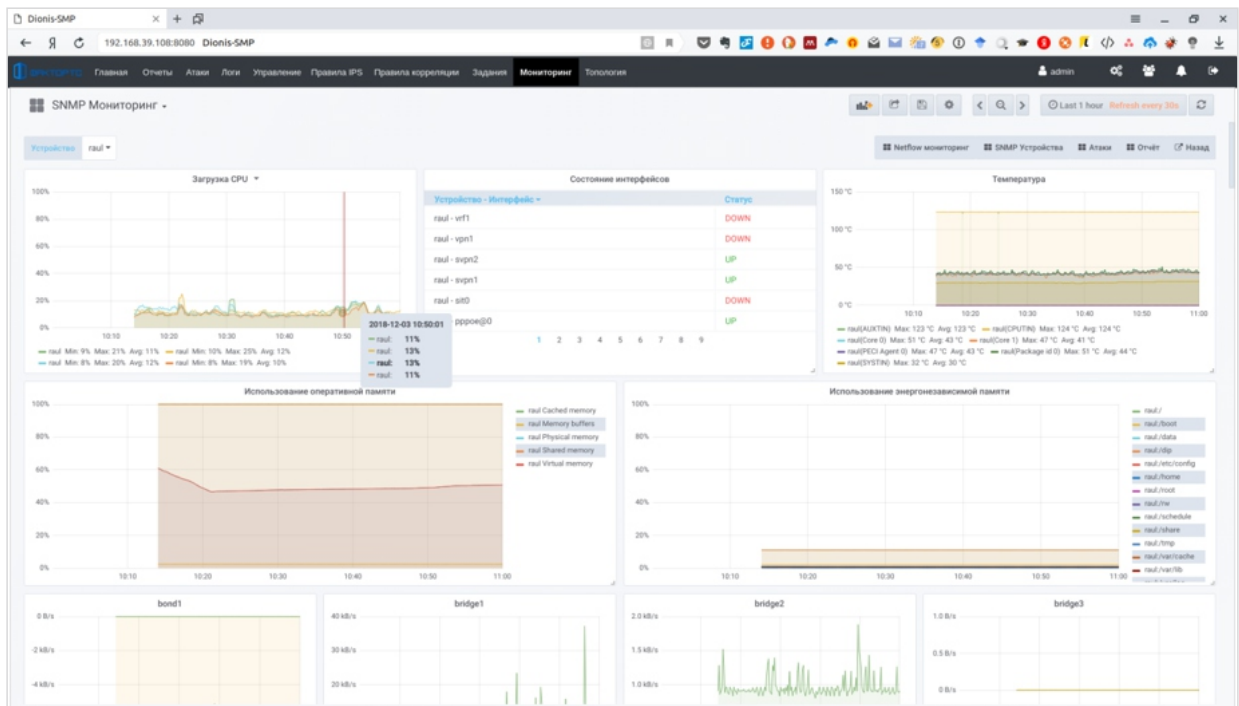 Dionis-SMP
192.168.39.108:8080 Dionis-SMP
Главная Отчеты Атаки Логи Управление Правила IPS Правила корреляции Задания Мониторинг Топология
admin
SNMP Мониторинг
Last 1 hour Refresh every 30s
Устройство raul
Netflow мониторинг SNMP Устройства Атаки Отчёт Назад
Загрузка CPU
100%
80%
60%
40%
20%
0%
10:10 10:20 10:30 10:40 10:50
raul Min: 9% Max: 21% Avg: 11% raul Min: 10% Max: 25% Avg: 12%
raul Min: 8% Max: 20% Avg: 12% raul Min: 8% Max: 19% Avg: 10%
2018-12-03 10:50:01
raul: 11%
raul: 13%
raul: 13%
raul: 11%
Состояние интерфейсов
Устройство - Интерфейс Статус
raul - vrf1 DOWN
raul - vpn1 DOWN
raul - svpn2 UP
raul - svpn1 UP
raul - sit0 DOWN
pppoe@0 UP
1 2 3 4 5 6 7 8 9
Температура
150 °C
100 °C
50 °C
0 °C
10:10 10:20 10:30 10:40 10:50 11:00
raul(AUXTIN) Max: 123 °C Avg: 123 °C raul(CPUTIN) Max: 124 °C Avg: 124 °C
raul(Core 0) Max: 51 °C Avg: 43 °C raul(Core 1) Max: 47 °C Avg: 41 °C
raul(PECI Agent 0) Max: 47 °C Avg: 43 °C raul(Package id 0) Max: 51 °C Avg: 44 °C
raul(SYSTIN) Max: 32 °C Avg: 30 °C
Использование оперативной памяти
100%
80%
60%
40%
20%
0%
10:10 10:20 10:30 10:40 10:50 11:00
raul Cached memory
raul Memory buffers
raul Physical memory
raul Shared memory
raul Virtual memory
Использование энергонезависимой памяти
100%
80%
60%
40%
20%
0%
10:10 10:20 10:30 10:40 10:50 11:00
raul:/
raul:/boot
raul:/data
raul:/dip
raul:/etc/config
raul:/home
raul:/root
raul:/rw
raul:/schedule
raul:/share
raul:/tmp
raul:/var/cache
raul:/var/lib
bond1
0 B/s
-2 kB/s
-4 kB/s
bridge1
40 kB/s
30 kB/s
20 kB/s
bridge2
2.0 kB/s
1.5 kB/s
1.0 kB/s
bridge3
1.0 B/s
0.5 B/s
0 B/s